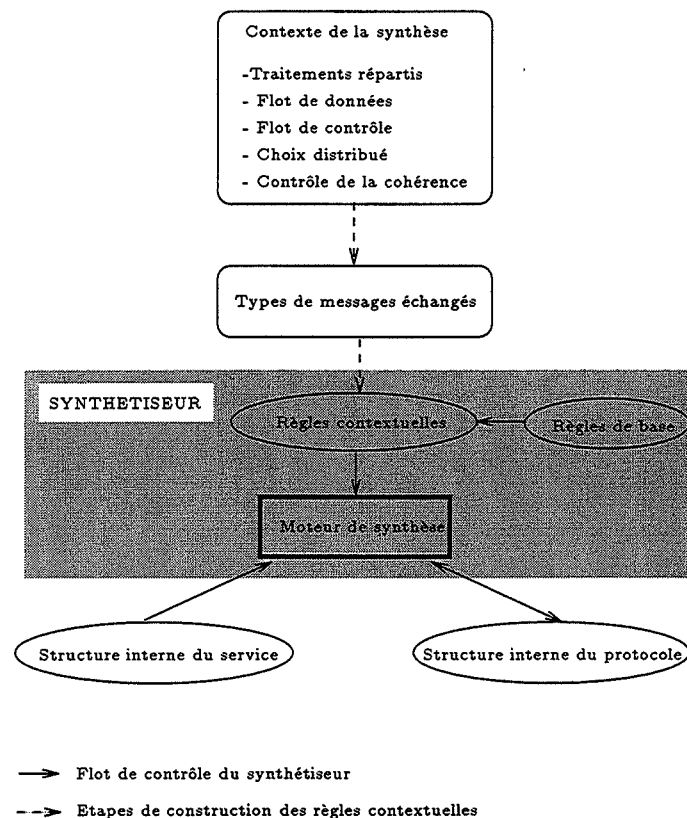 Contexte de la synthèse
-Traitements répartis
- Flot de données
- Flot de contrôle
- Choix distribué
- Contrôle de la cohérence
Types de messages échangés
SYNTHETISEUR
Règles contextuelles
Règles de base
Moteur de synthèse
Structure interne du service
Structure interne du protocole
Flot de contrôle du synthétiseur
Etapes de construction des règles contextuelles